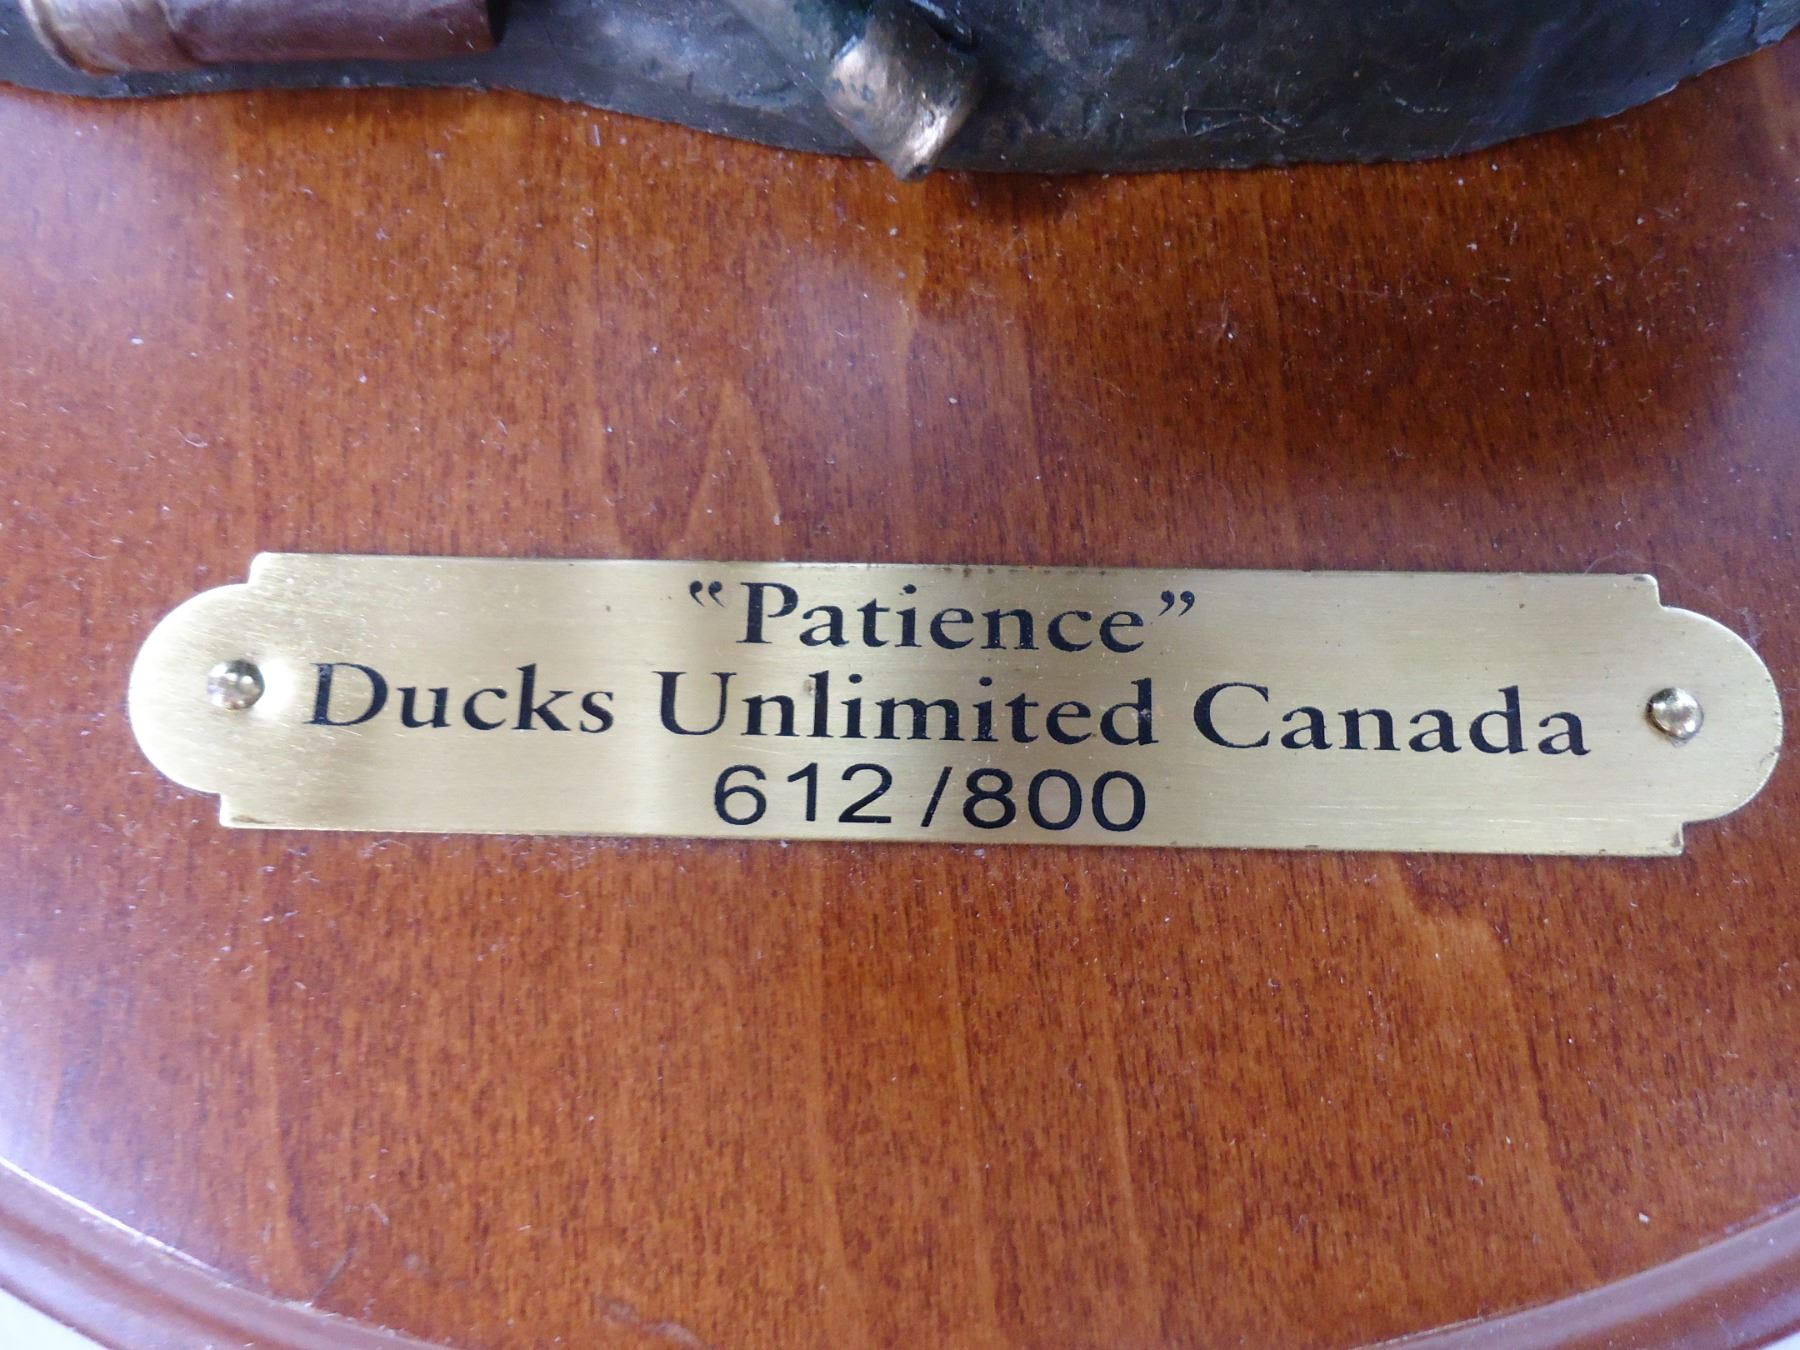 “Patience”
Ducks Unlimited Canada
612/800